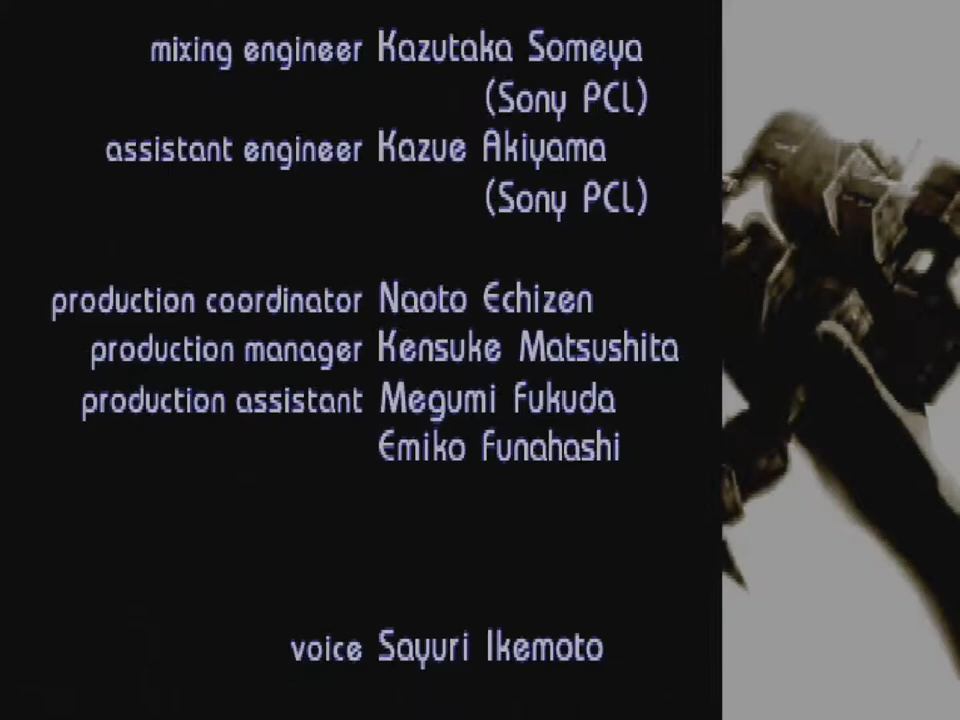 mixing engineer Kazutaka Someya
(Sony PCL)
assistant engineer Kazue Akiyama
(Sony PCL)
production coordinator Naoto Echizen
production manager Kensuke Matsushita
production assistant Megumi Fukuda
Emiko Funahashi
voice Sayuri Ikemoto